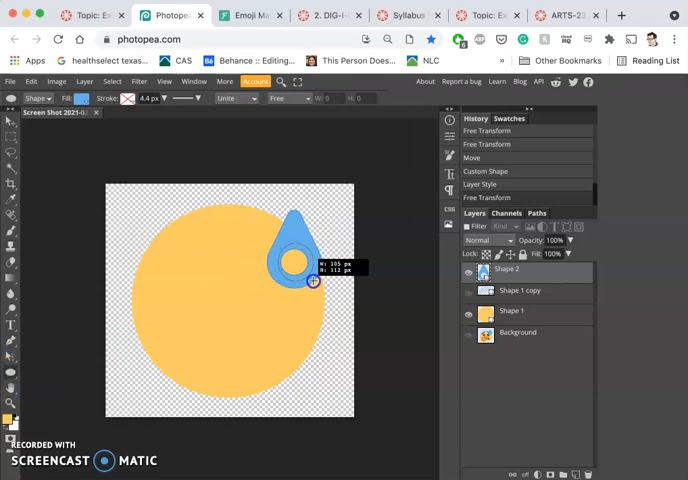 Topic: Ex
Photopea
Emoji Ma
2. DIG-I-
Syllabus
Topic: Ex
ARTS-23
photopea.com
Apps
G healthselect texas...
CAS
Behance :: Editing...
This Person Does...
NLC
Other Bookmarks
Reading List
File Edit Image Layer Select Filter View Window More Account
About Report a bug Learn Blog API
Shape Fill: Stroke: 4.4 px Unite Free W: 0 H: 0
Screen Shot 2021-0
History Swatches
Free Transform
Free Transform
Move
Custom Shape
Layer Style
Free Transform
CSS
Layers Channels Paths
Filter Kind
Normal Opacity: 100%
Lock: Fill: 100%
Shape 2
Shape 1 copy
Shape 1
Background
W: 105 px
H: 112 px
RECORDED WITH
SCREENCAST MATIC